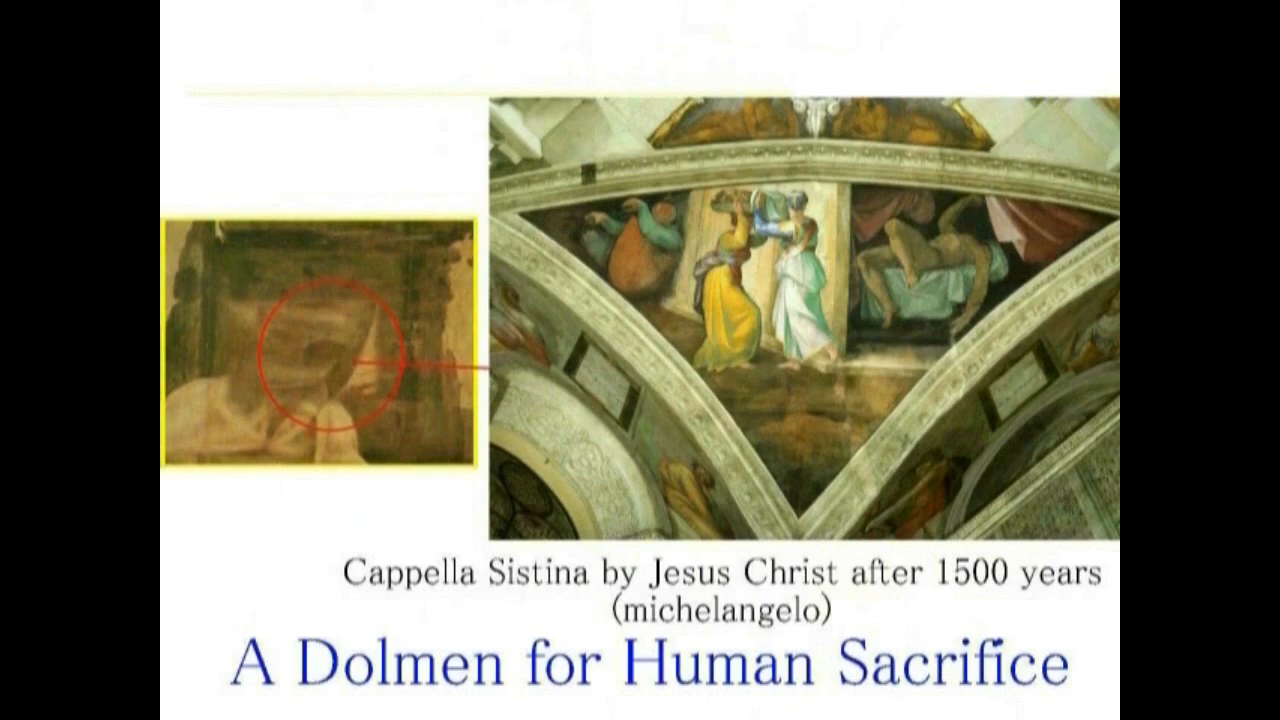 Cappella Sistina by Jesus Christ after 1500 years
(michelangelo)
A Dolmen for Human Sacrifice